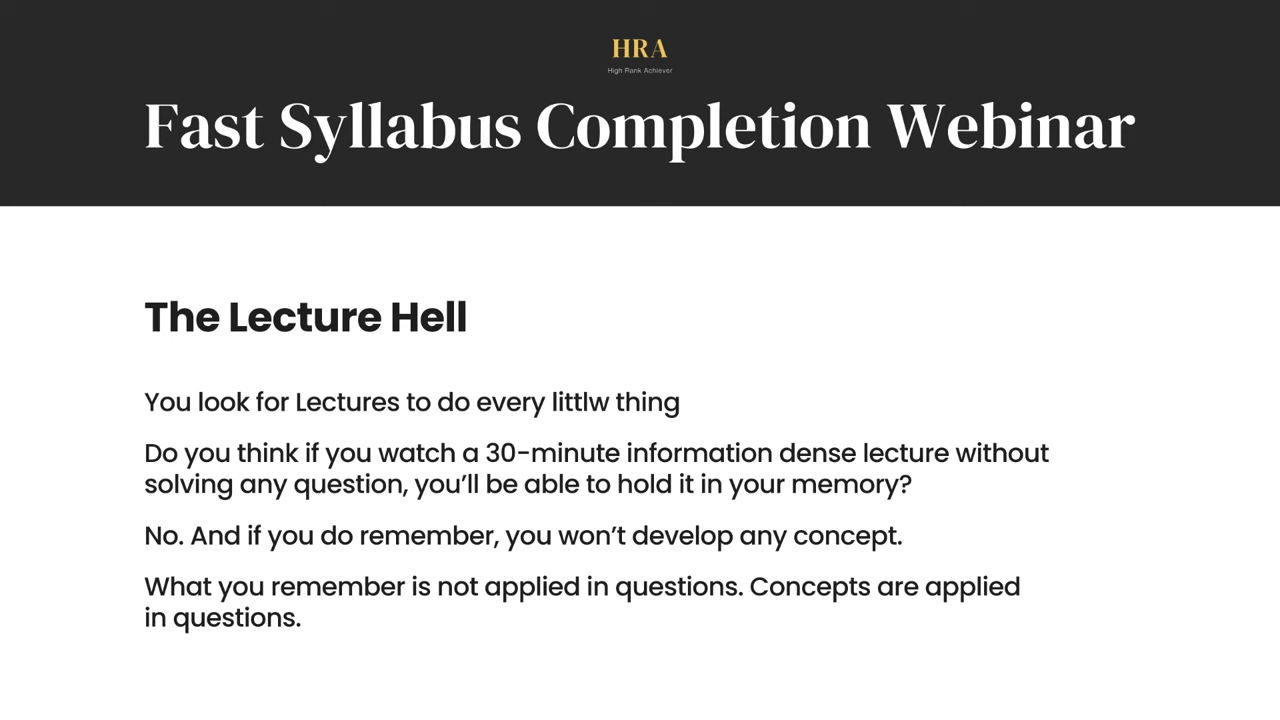 HRA
High Rank Achiever
Fast Syllabus Completion Webinar
The Lecture Hell
You look for Lectures to do every littlw thing
Do you think if you watch a 30-minute information dense lecture without
solving any question, you’ll be able to hold it in your memory?
No. And if you do remember, you won’t develop any concept.
What you remember is not applied in questions. Concepts are applied
in questions.